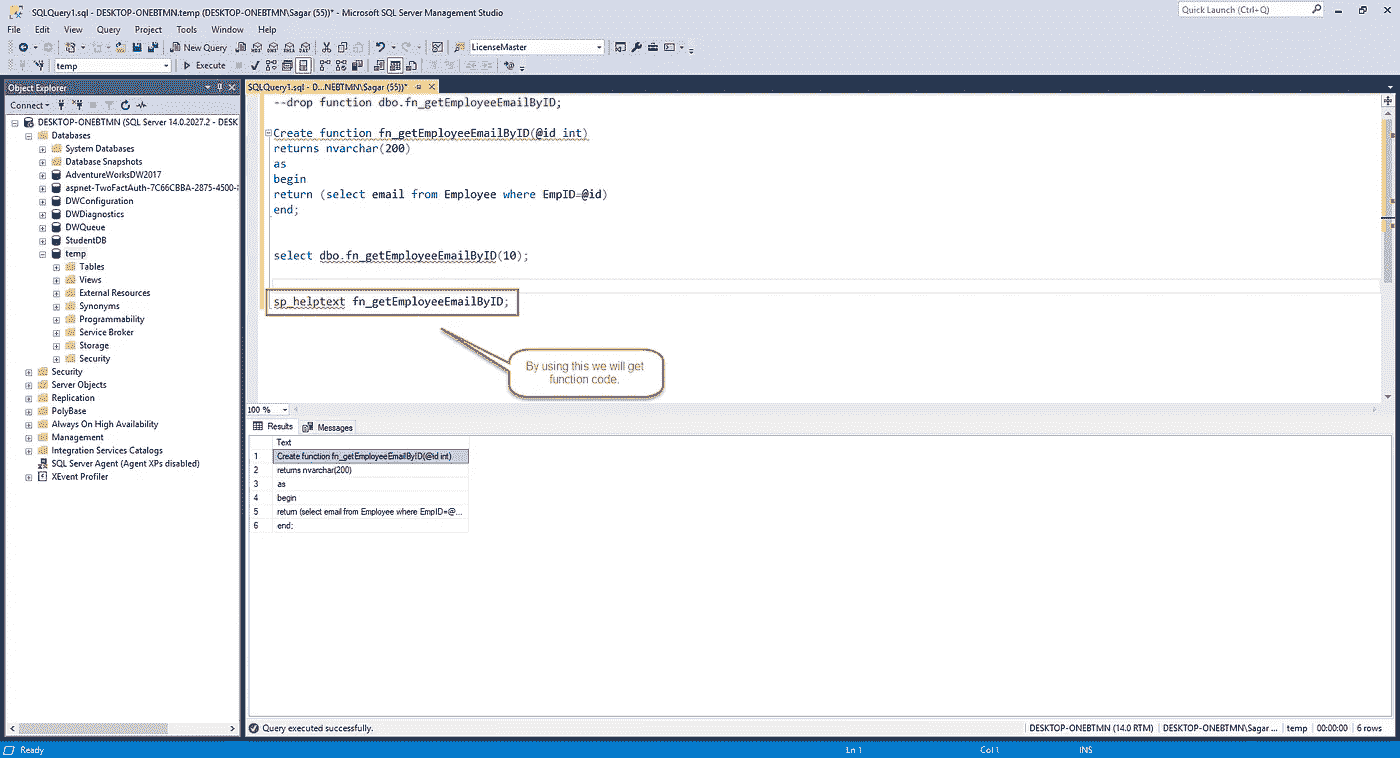 SQLQuery1.sql - DESKTOP-ONEBTMN.temp (DESKTOP-ONEBTMN\Sagar (55))* - Microsoft SQL Server Management Studio
Quick Launch (Ctrl+Q)
File Edit View Query Project Tools Window Help
New Query
LicenseMaster
temp
Execute
Object Explorer
Connect
DESKTOP-ONEBTMN (SQL Server 14.0.2027.2 - DESK
Databases
System Databases
Database Snapshots
AdventureWorksDW2017
aspnet-TwoFactAuth-7C66CBBA-2875-4500-
DWConfiguration
DWDiagnostics
DWQueue
StudentDB
temp
Tables
Views
External Resources
Synonyms
Programmability
Service Broker
Storage
Security
Security
Server Objects
Replication
PolyBase
Always On High Availability
Management
Integration Services Catalogs
SQL Server Agent (Agent XPs disabled)
XEvent Profiler
SQLQuery1.sql - D...NEBTMN\Sagar (55))*
--drop function dbo.fn_getEmployeeEmailByID;
Create function fn_getEmployeeEmailByID(@id int)
returns nvarchar(200)
as
begin
return (select email from Employee where EmpID=@id)
end;
select dbo.fn_getEmployeeEmailByID(10);
sp_helptext fn_getEmployeeEmailByID;
By using this we will get
function code.
100 %
Results Messages
Text
1 Create function fn_getEmployeeEmailByID(@id int)
2 returns nvarchar(200)
3 as
4 begin
5 return (select email from Employee where EmpID=@...
6 end;
Query executed successfully.
DESKTOP-ONEBTMN (14.0 RTM) DESKTOP-ONEBTMN\Sagar ... temp 00:00:00 6 rows
Ready
Ln 1 Col 1 INS